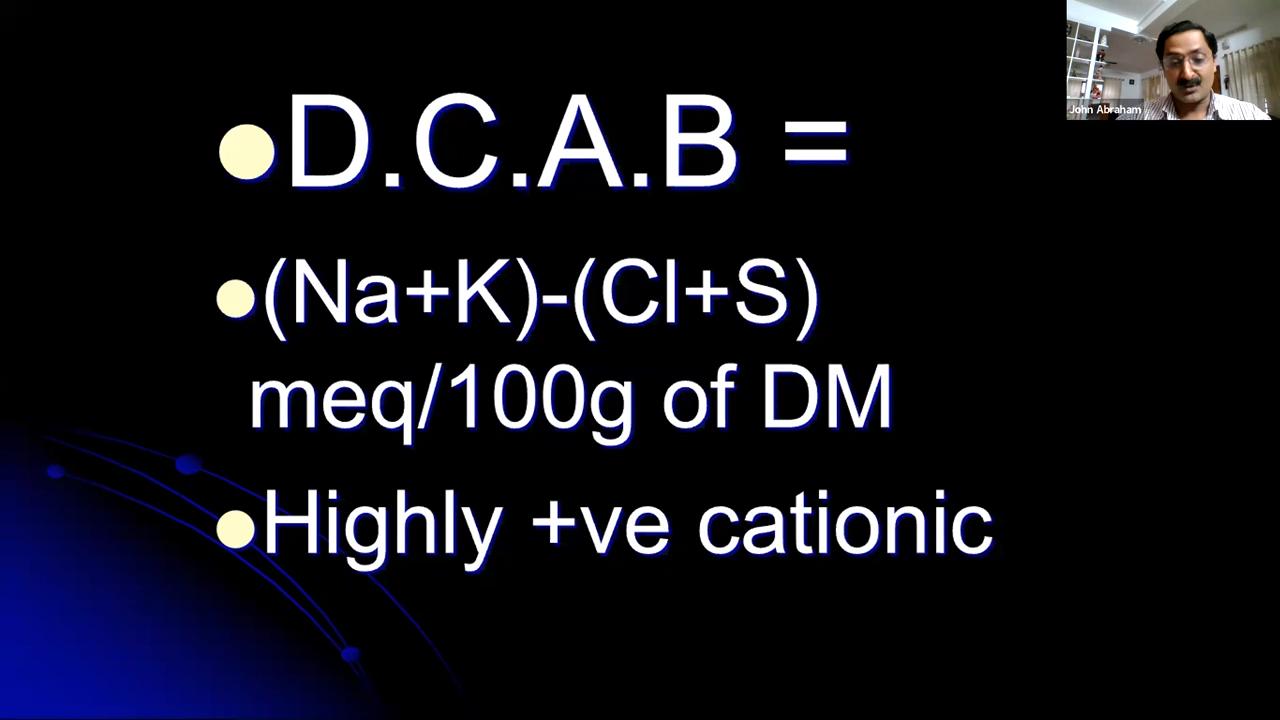 D.C.A.B =
(Na+K)-(Cl+S)
meq/100g of DM
Highly +ve cationic
John Abraham